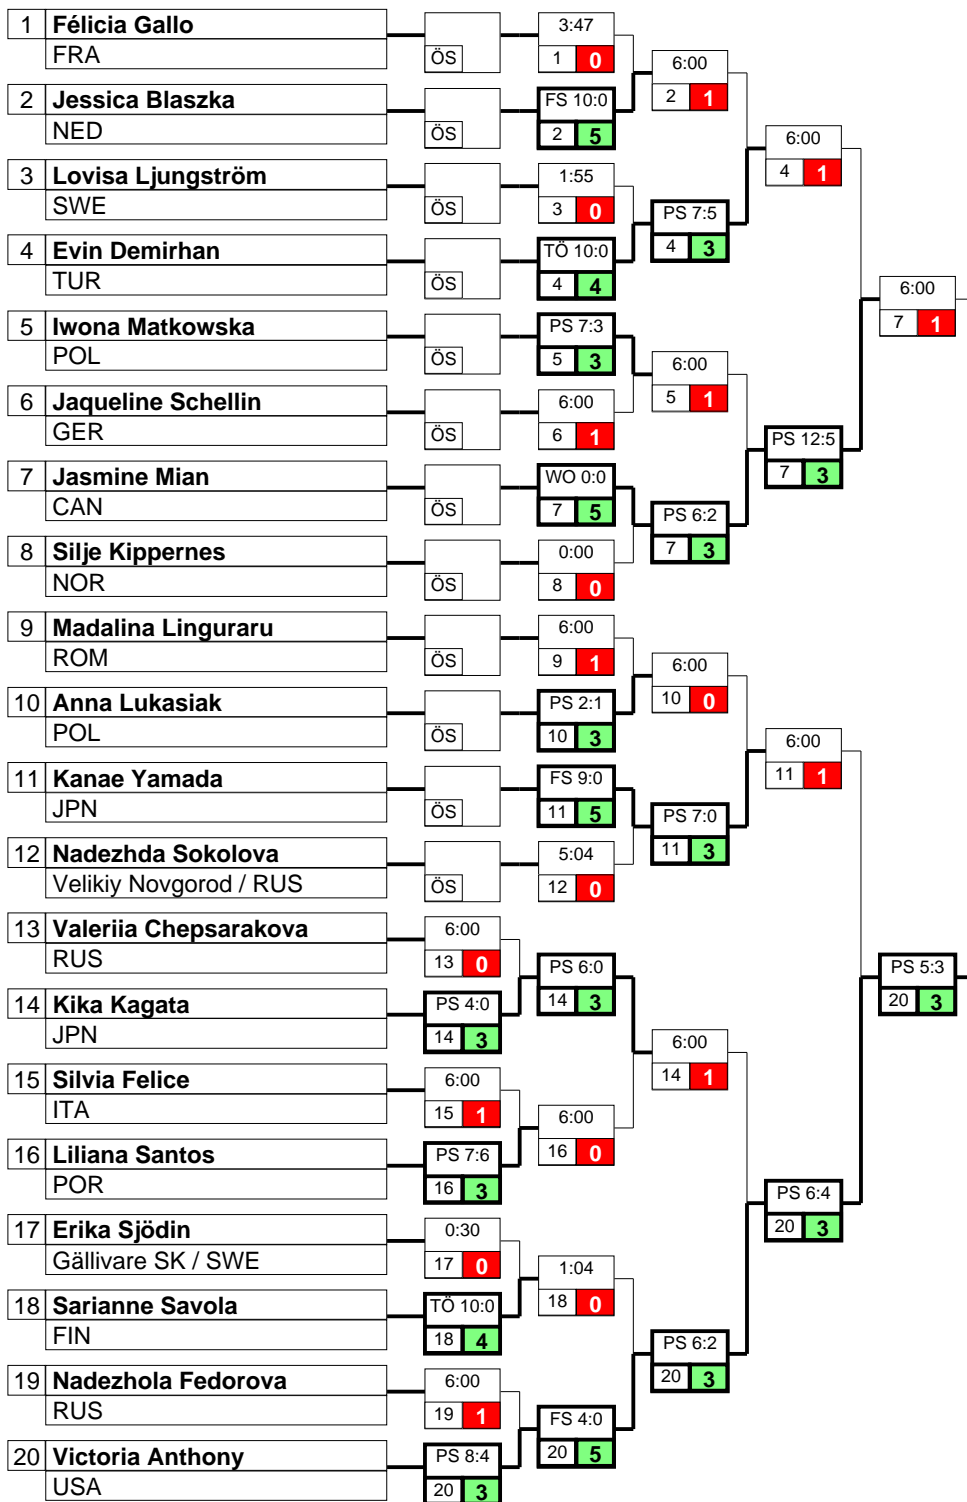 1 Félicia Gallo
FRA
ÖS
3:47
1 0
6:00
2 1
2 Jessica Blaszka
NED
ÖS
FS 10:0
2 5
6:00
4 1
3 Lovisa Ljungström
SWE
ÖS
1:55
3 0
PS 7:5
4 3
4 Evin Demirhan
TUR
ÖS
TÖ 10:0
4 4
6:00
7 1
5 Iwona Matkowska
POL
ÖS
PS 7:3
5 3
6:00
5 1
6 Jaqueline Schellin
GER
ÖS
6:00
6 1
PS 12:5
7 3
7 Jasmine Mian
CAN
ÖS
WO 0:0
7 5
PS 6:2
7 3
8 Silje Kippernes
NOR
ÖS
0:00
8 0
9 Madalina Linguraru
ROM
ÖS
6:00
9 1
6:00
10 0
10 Anna Lukasiak
POL
ÖS
PS 2:1
10 3
6:00
11 1
11 Kanae Yamada
JPN
ÖS
FS 9:0
11 5
PS 7:0
11 3
12 Nadezhda Sokolova
Velikiy Novgorod / RUS
ÖS
5:04
12 0
13 Valeriia Chepsarakova
RUS
6:00
13 0
PS 6:0
14 3
PS 5:3
20 3
14 Kika Kagata
JPN
PS 4:0
14 3
6:00
14 1
15 Silvia Felice
ITA
6:00
15 1
6:00
16 0
16 Liliana Santos
POR
PS 7:6
16 3
PS 6:4
20 3
17 Erika Sjödin
Gällivare SK / SWE
0:30
17 0
1:04
18 0
18 Sarianne Savola
FIN
TÖ 10:0
18 4
PS 6:2
20 3
19 Nadezhola Fedorova
RUS
6:00
19 1
FS 4:0
20 5
20 Victoria Anthony
USA
PS 8:4
20 3